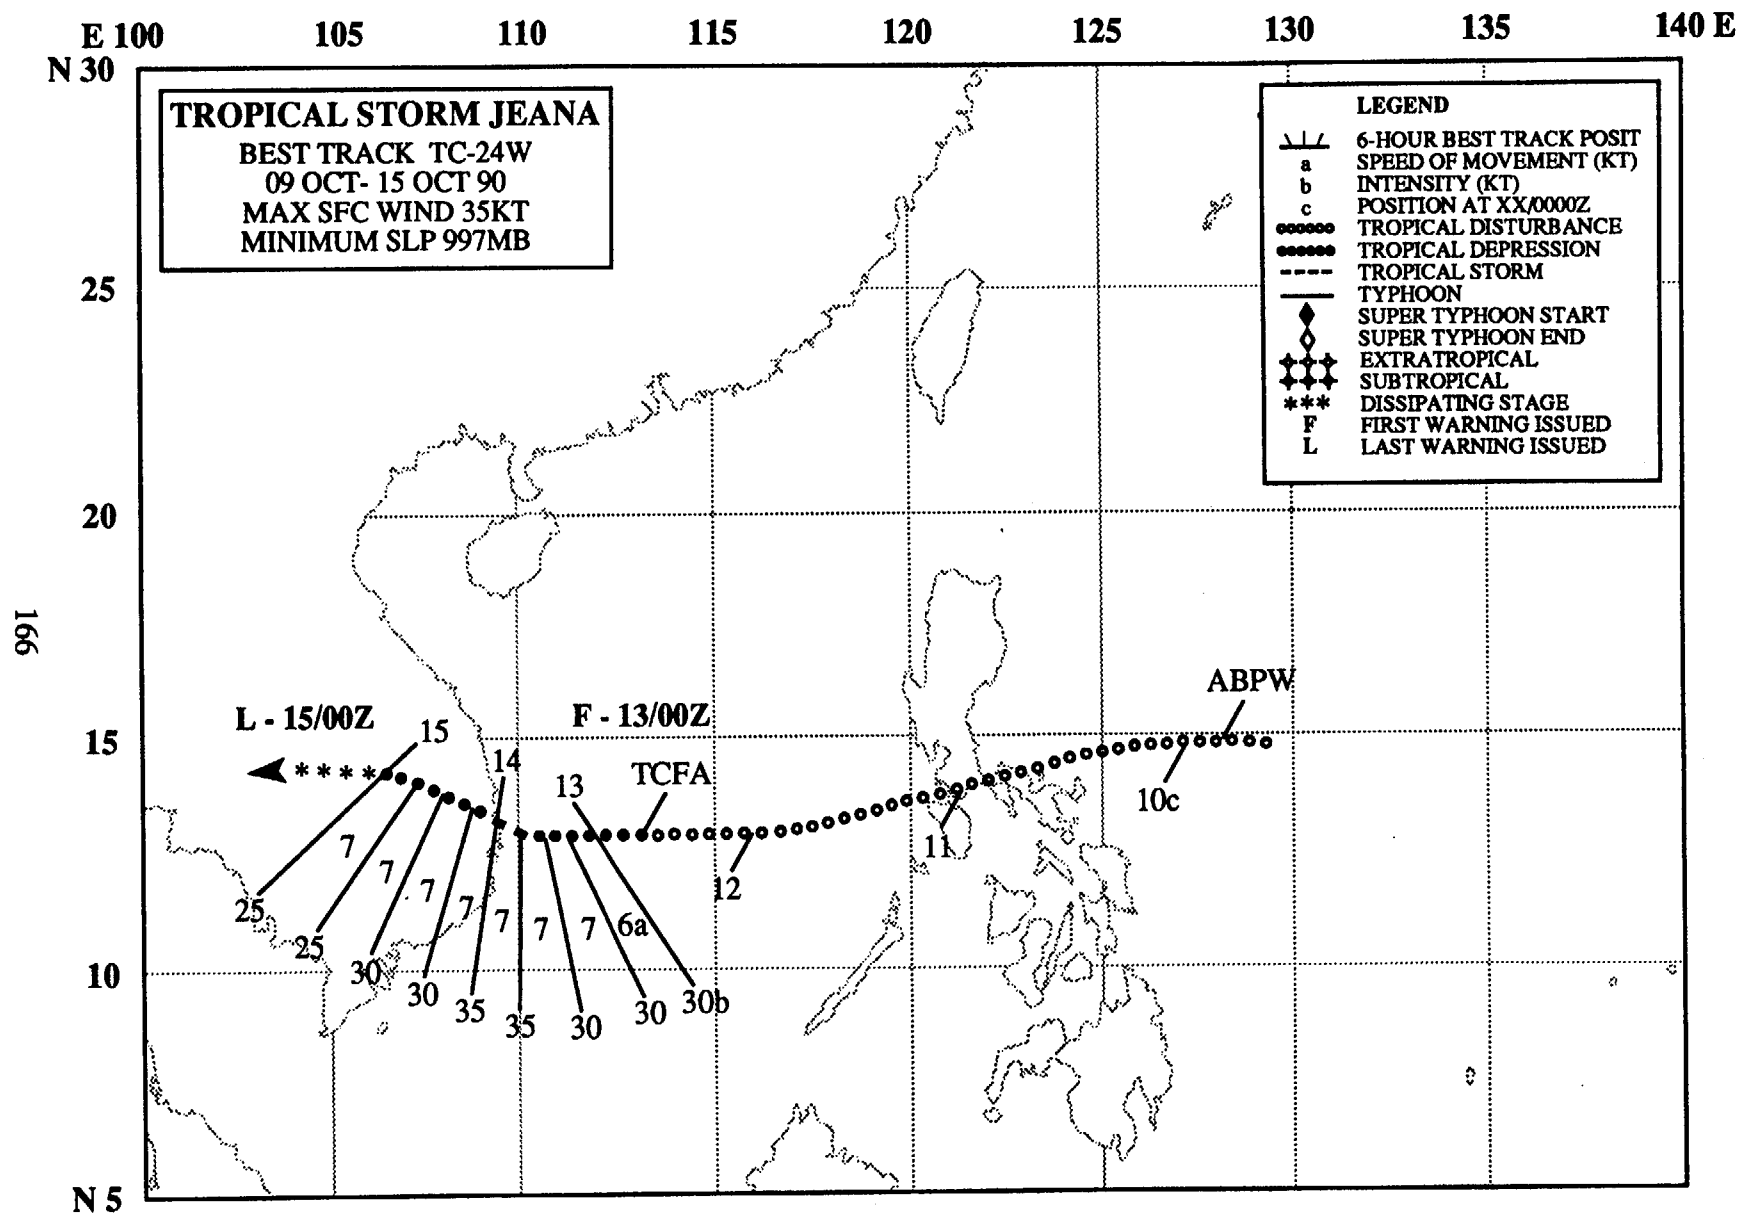 E 100 105 110 115 120 125 130 135 140 E
N 30
TROPICAL STORM JEANA
BEST TRACK TC-24W
09 OCT- 15 OCT 90
MAX SFC WIND 35KT
MINIMUM SLP 997MB
LEGEND
6-HOUR BEST TRACK POSIT
a SPEED OF MOVEMENT (KT)
b INTENSITY (KT)
c POSITION AT XX/0000Z
TROPICAL DISTURBANCE
TROPICAL DEPRESSION
TROPICAL STORM
TYPHOON
SUPER TYPHOON START
SUPER TYPHOON END
EXTRATROPICAL
SUBTROPICAL
*** DISSIPATING STAGE
F FIRST WARNING ISSUED
L LAST WARNING ISSUED
25
20
166
ABPW
L - 15/00Z
F - 13/00Z
15
15
14
TCFA
13
10c
11
12
7
7
7
7
7
7
7
6a
25
25
30
30
35
35
30
30
30b
10
N 5